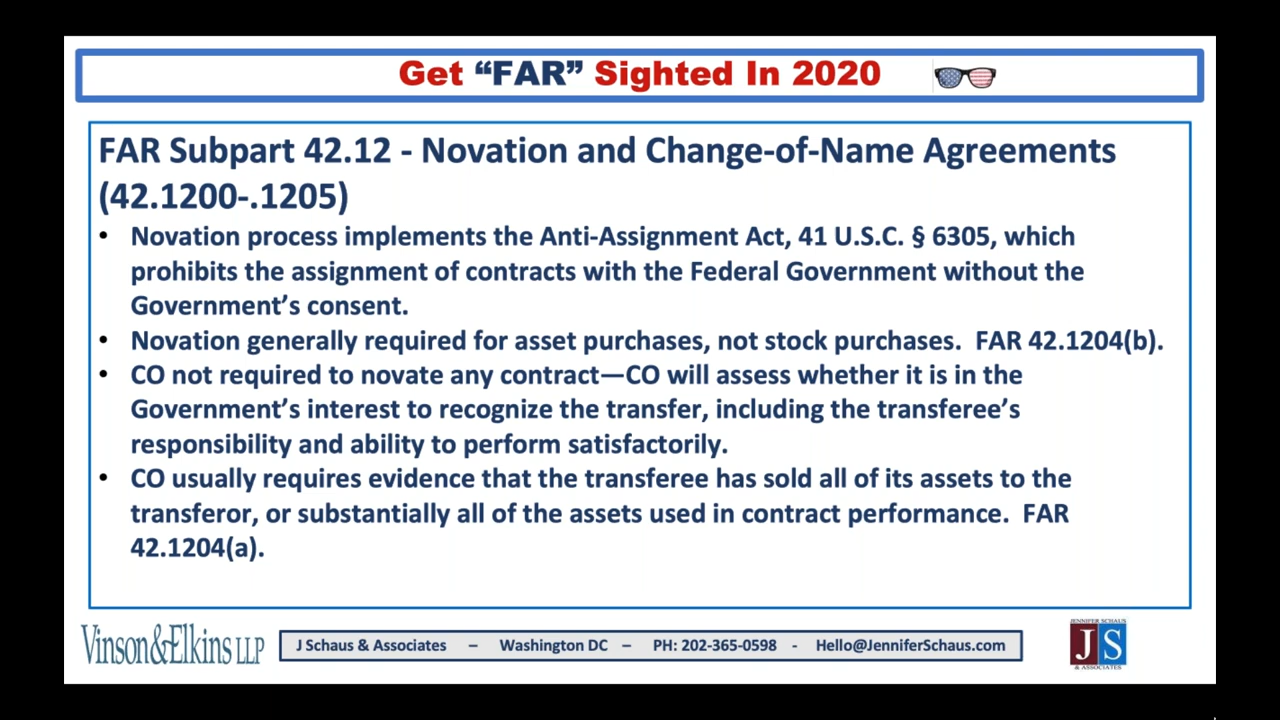 Get “FAR” Sighted In 2020
FAR Subpart 42.12 - Novation and Change-of-Name Agreements
(42.1200-.1205)
• Novation process implements the Anti-Assignment Act, 41 U.S.C. § 6305, which
prohibits the assignment of contracts with the Federal Government without the
Government’s consent.
• Novation generally required for asset purchases, not stock purchases.  FAR 42.1204(b).
• CO not required to novate any contract—CO will assess whether it is in the
Government’s interest to recognize the transfer, including the transferee’s
responsibility and ability to perform satisfactorily.
• CO usually requires evidence that the transferee has sold all of its assets to the
transferor, or substantially all of the assets used in contract performance.  FAR
42.1204(a).
Vinson&Elkins LLP
J Schaus & Associates – Washington DC – PH: 202-365-0598 - Hello@JenniferSchaus.com
JENNIFER SCHAUS
JS
& ASSOCIATES